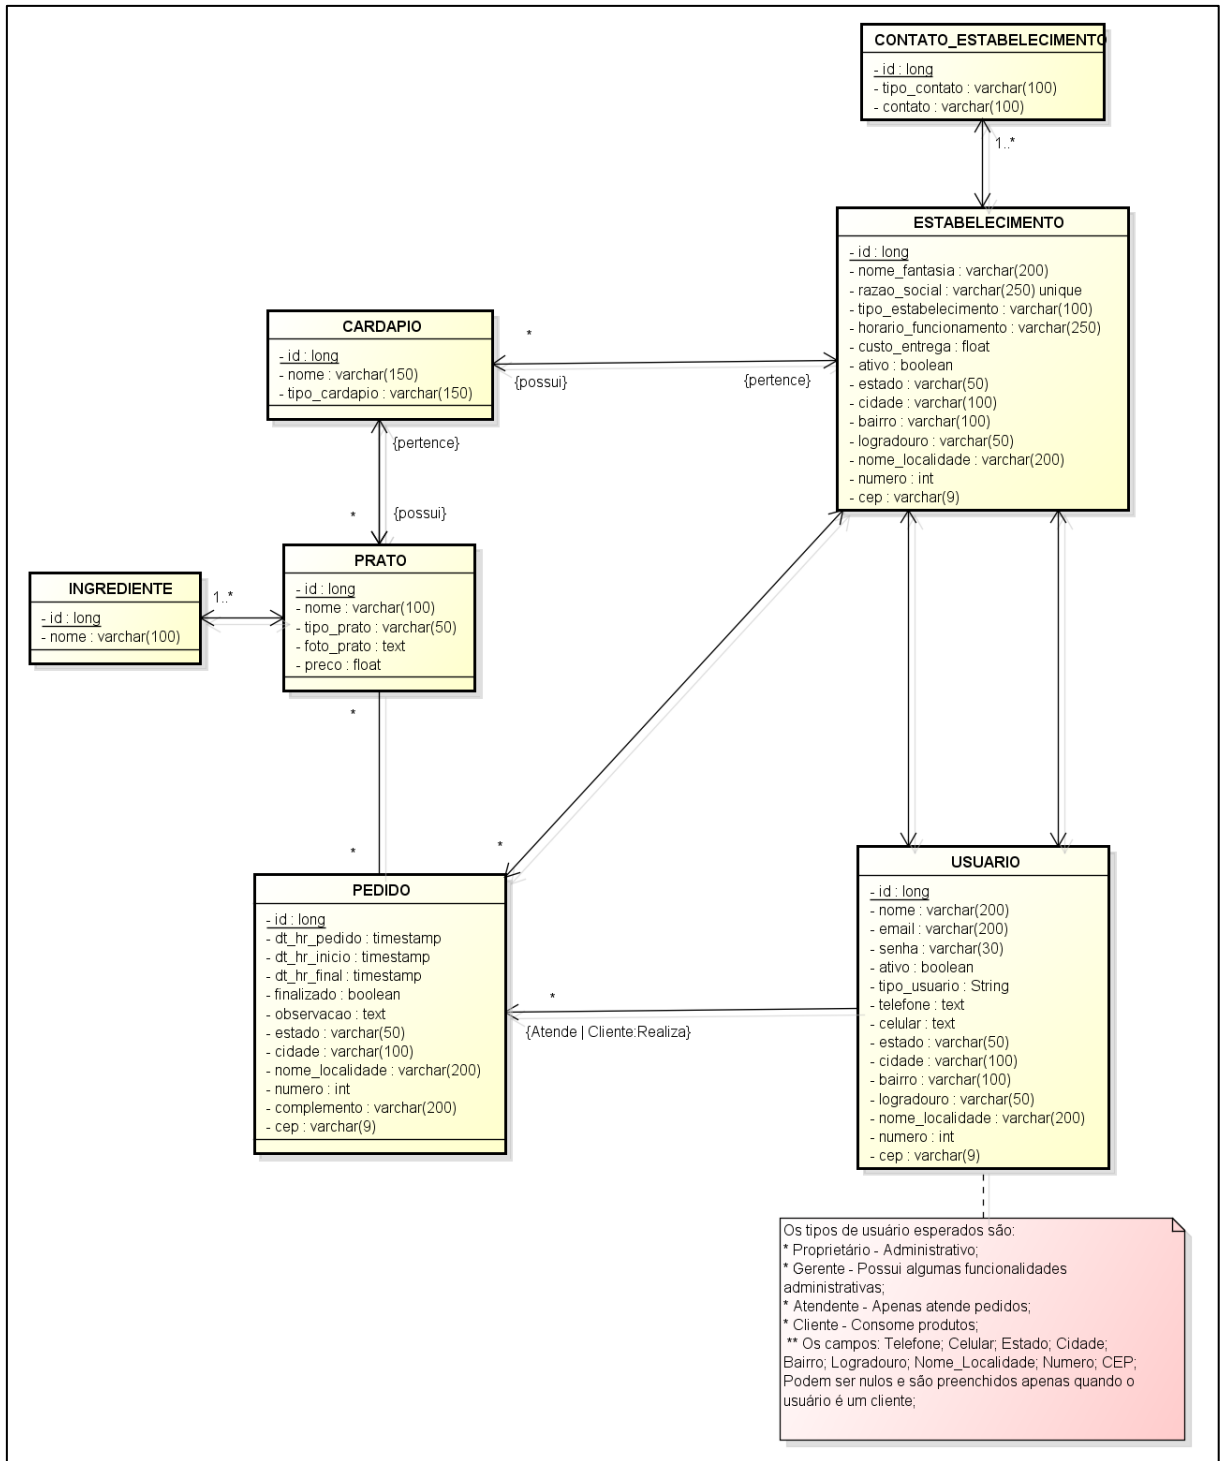 CONTATO_ESTABELECIMENTO
- id : long
- tipo_contato : varchar(100)
- contato : varchar(100)
1..*
ESTABELECIMENTO
- id : long
- nome_fantasia : varchar(200)
- razao_social : varchar(250) unique
- tipo_estabelecimento : varchar(100)
- horario_funcionamento : varchar(250)
- custo_entrega : float
- ativo : boolean
- estado : varchar(50)
- cidade : varchar(100)
- bairro : varchar(100)
- logradouro : varchar(50)
- nome_localidade : varchar(200)
- numero : int
- cep : varchar(9)
CARDAPIO
- id : long
- nome : varchar(150)
- tipo_cardapio : varchar(150)
*
{possui}
{pertence}
{pertence}
{possui}
*
PRATO
- id : long
- nome : varchar(100)
- tipo_prato : varchar(50)
- foto_prato : text
- preco : float
INGREDIENTE
- id : long
- nome : varchar(100)
1..*
*
*
*
PEDIDO
- id : long
- dt_hr_pedido : timestamp
- dt_hr_inicio : timestamp
- dt_hr_final : timestamp
- finalizado : boolean
- observacao : text
- estado : varchar(50)
- cidade : varchar(100)
- nome_localidade : varchar(200)
- numero : int
- complemento : varchar(200)
- cep : varchar(9)
*
{Atende | Cliente:Realiza}
USUARIO
- id : long
- nome : varchar(200)
- email : varchar(200)
- senha : varchar(30)
- ativo : boolean
- tipo_usuario : String
- telefone : text
- celular : text
- estado : varchar(50)
- cidade : varchar(100)
- bairro : varchar(100)
- logradouro : varchar(50)
- nome_localidade : varchar(200)
- numero : int
- cep : varchar(9)
Os tipos de usuário esperados são:
* Proprietário - Administrativo;
* Gerente - Possui algumas funcionalidades
administrativas;
* Atendente - Apenas atende pedidos;
* Cliente - Consome produtos;
** Os campos: Telefone; Celular; Estado; Cidade;
Bairro; Logradouro; Nome_Localidade; Numero; CEP;
Podem ser nulos e são preenchidos apenas quando o
usuário é um cliente;